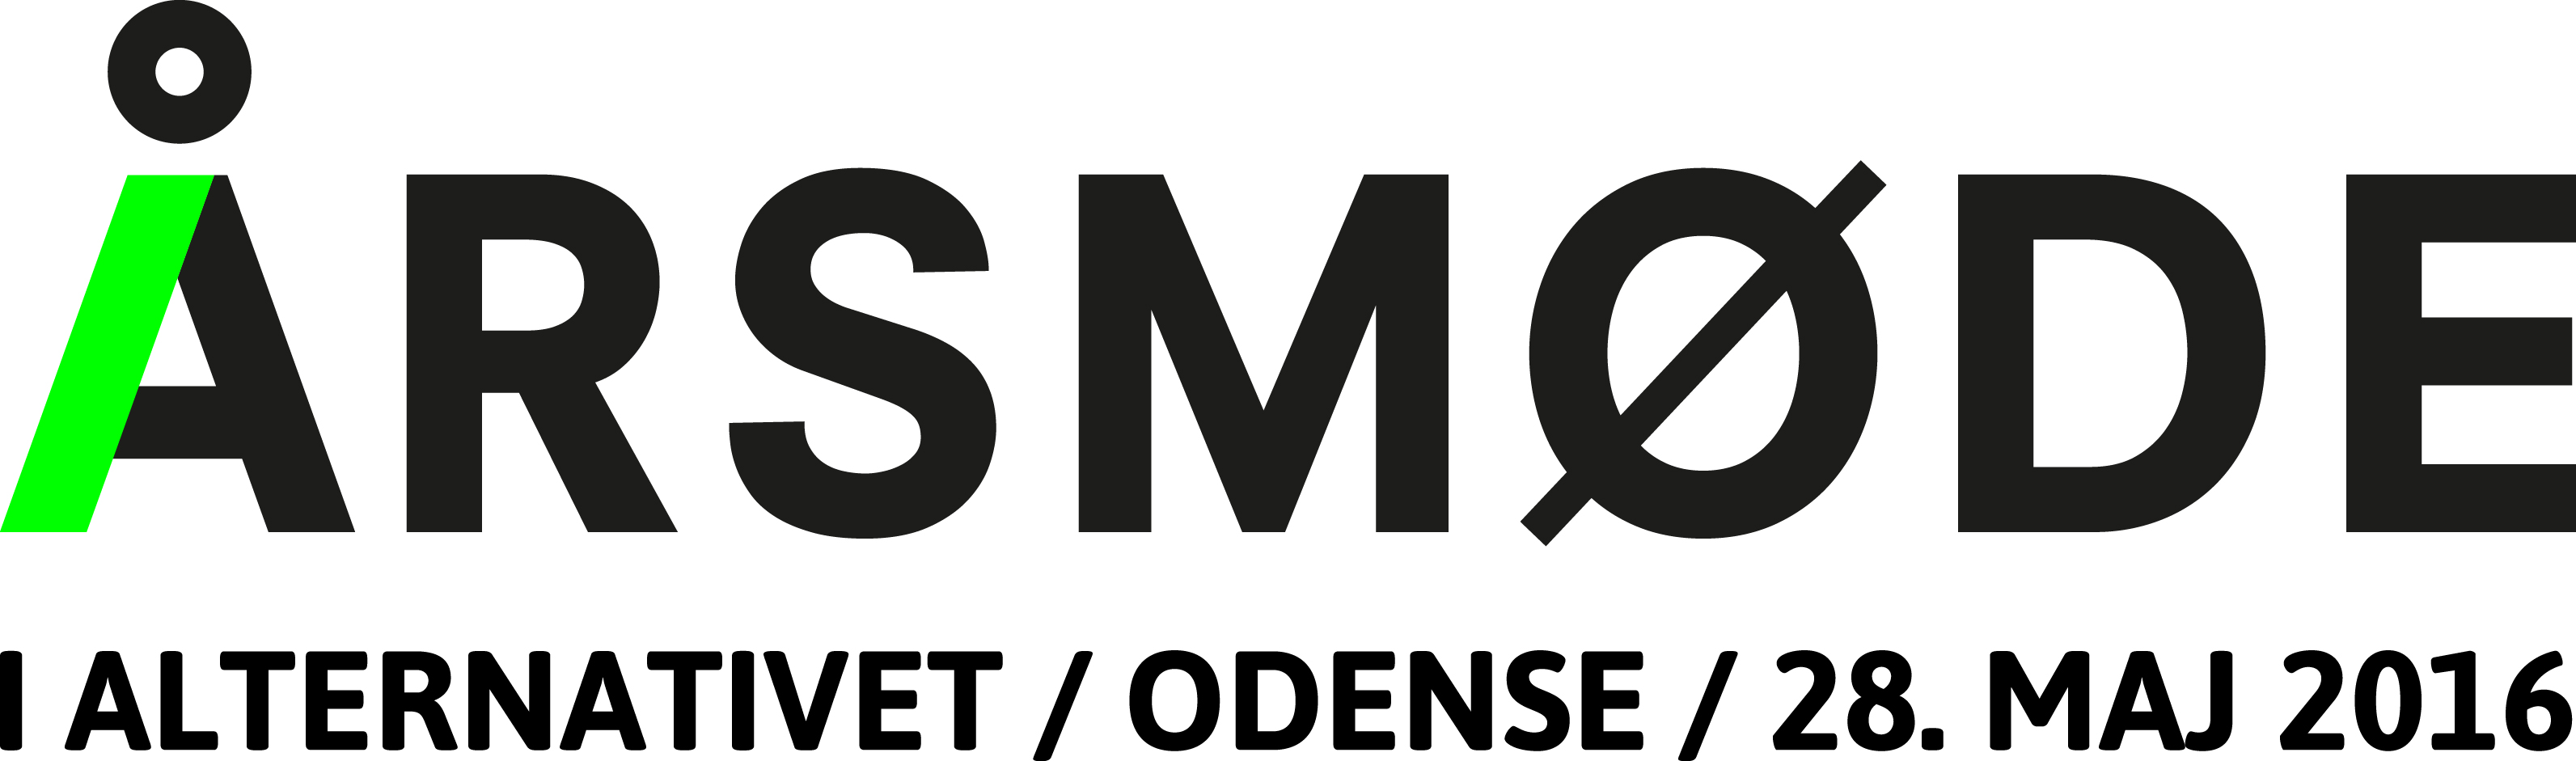 ÅRSMØDE
I ALTERNATIVET / ODENSE / 28. MAJ 2016